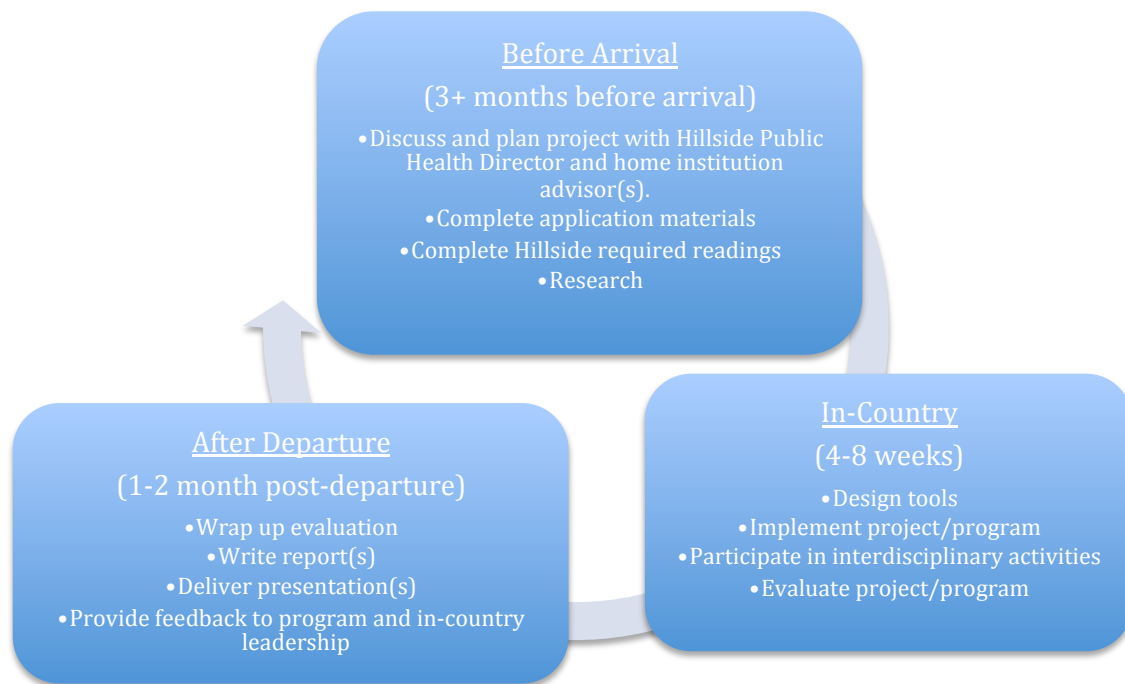 Before Arrival
(3+ months before arrival)
•Discuss and plan project with Hillside Public
Health Director and home institution
advisor(s).
•Complete application materials
•Complete Hillside required readings
•Research
In-Country
(4-8 weeks)
•Design tools
•Implement project/program
•Participate in interdisciplinary activities
•Evaluate project/program
After Departure
(1-2 month post-departure)
•Wrap up evaluation
•Write report(s)
•Deliver presentation(s)
•Provide feedback to program and in-country
leadership